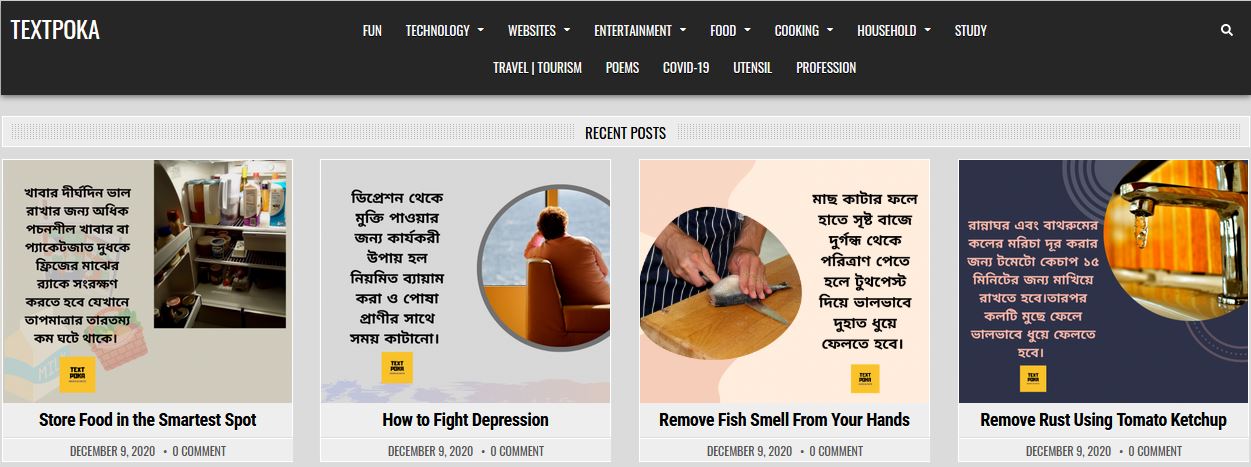 TEXTPOKA
FUN TECHNOLOGY WEBSITES ENTERTAINMENT FOOD COOKING HOUSEHOLD STUDY
TRAVEL | TOURISM POEMS COVID-19 UTENSIL PROFESSION
RECENT POSTS
খাবার দীর্ঘদিন ভাল
রাখার জন্য অধিক
পচনশীল খাবার বা
প্যাকেটজাত দুধকে
ফ্রিজের মাঝের
র‍্যাকে সংরক্ষণ
করতে হবে যেখানে
তাপমাত্রার তারতম্য
কম ঘটে থাকে।
TEXT
POKA
Store Food in the Smartest Spot
DECEMBER 9, 2020 • 0 COMMENT
ডিপ্রেশন থেকে
মুক্তি পাওয়ার
জন্য কার্যকরী
উপায় হল
নিয়মিত ব্যায়াম
করা ও পোষা
প্রাণীর সাথে
সময় কাটানো।
TEXT
POKA
How to Fight Depression
DECEMBER 9, 2020 • 0 COMMENT
মাছ কাটার ফলে
হাতে সৃষ্ট বাজে
দুর্গন্ধ থেকে
পরিত্রাণ পেতে
হলে টুথপেস্ট
দিয়ে ভালভাবে
দুহাত ধুয়ে
ফেলতে হবে।
TEXT
POKA
Remove Fish Smell From Your Hands
DECEMBER 9, 2020 • 0 COMMENT
রান্নাঘর এবং বাথরুমের
কলের মরিচা দূর করার
জন্য টমেটো কেচাপ ১৫
মিনিটের জন্য মাখিয়ে
রাখতে হবে।তারপর
কলটি মুছে ফেলে
ভালভাবে ধুয়ে ফেলতে
হবে।
TEXT
POKA
Remove Rust Using Tomato Ketchup
DECEMBER 9, 2020 • 0 COMMENT